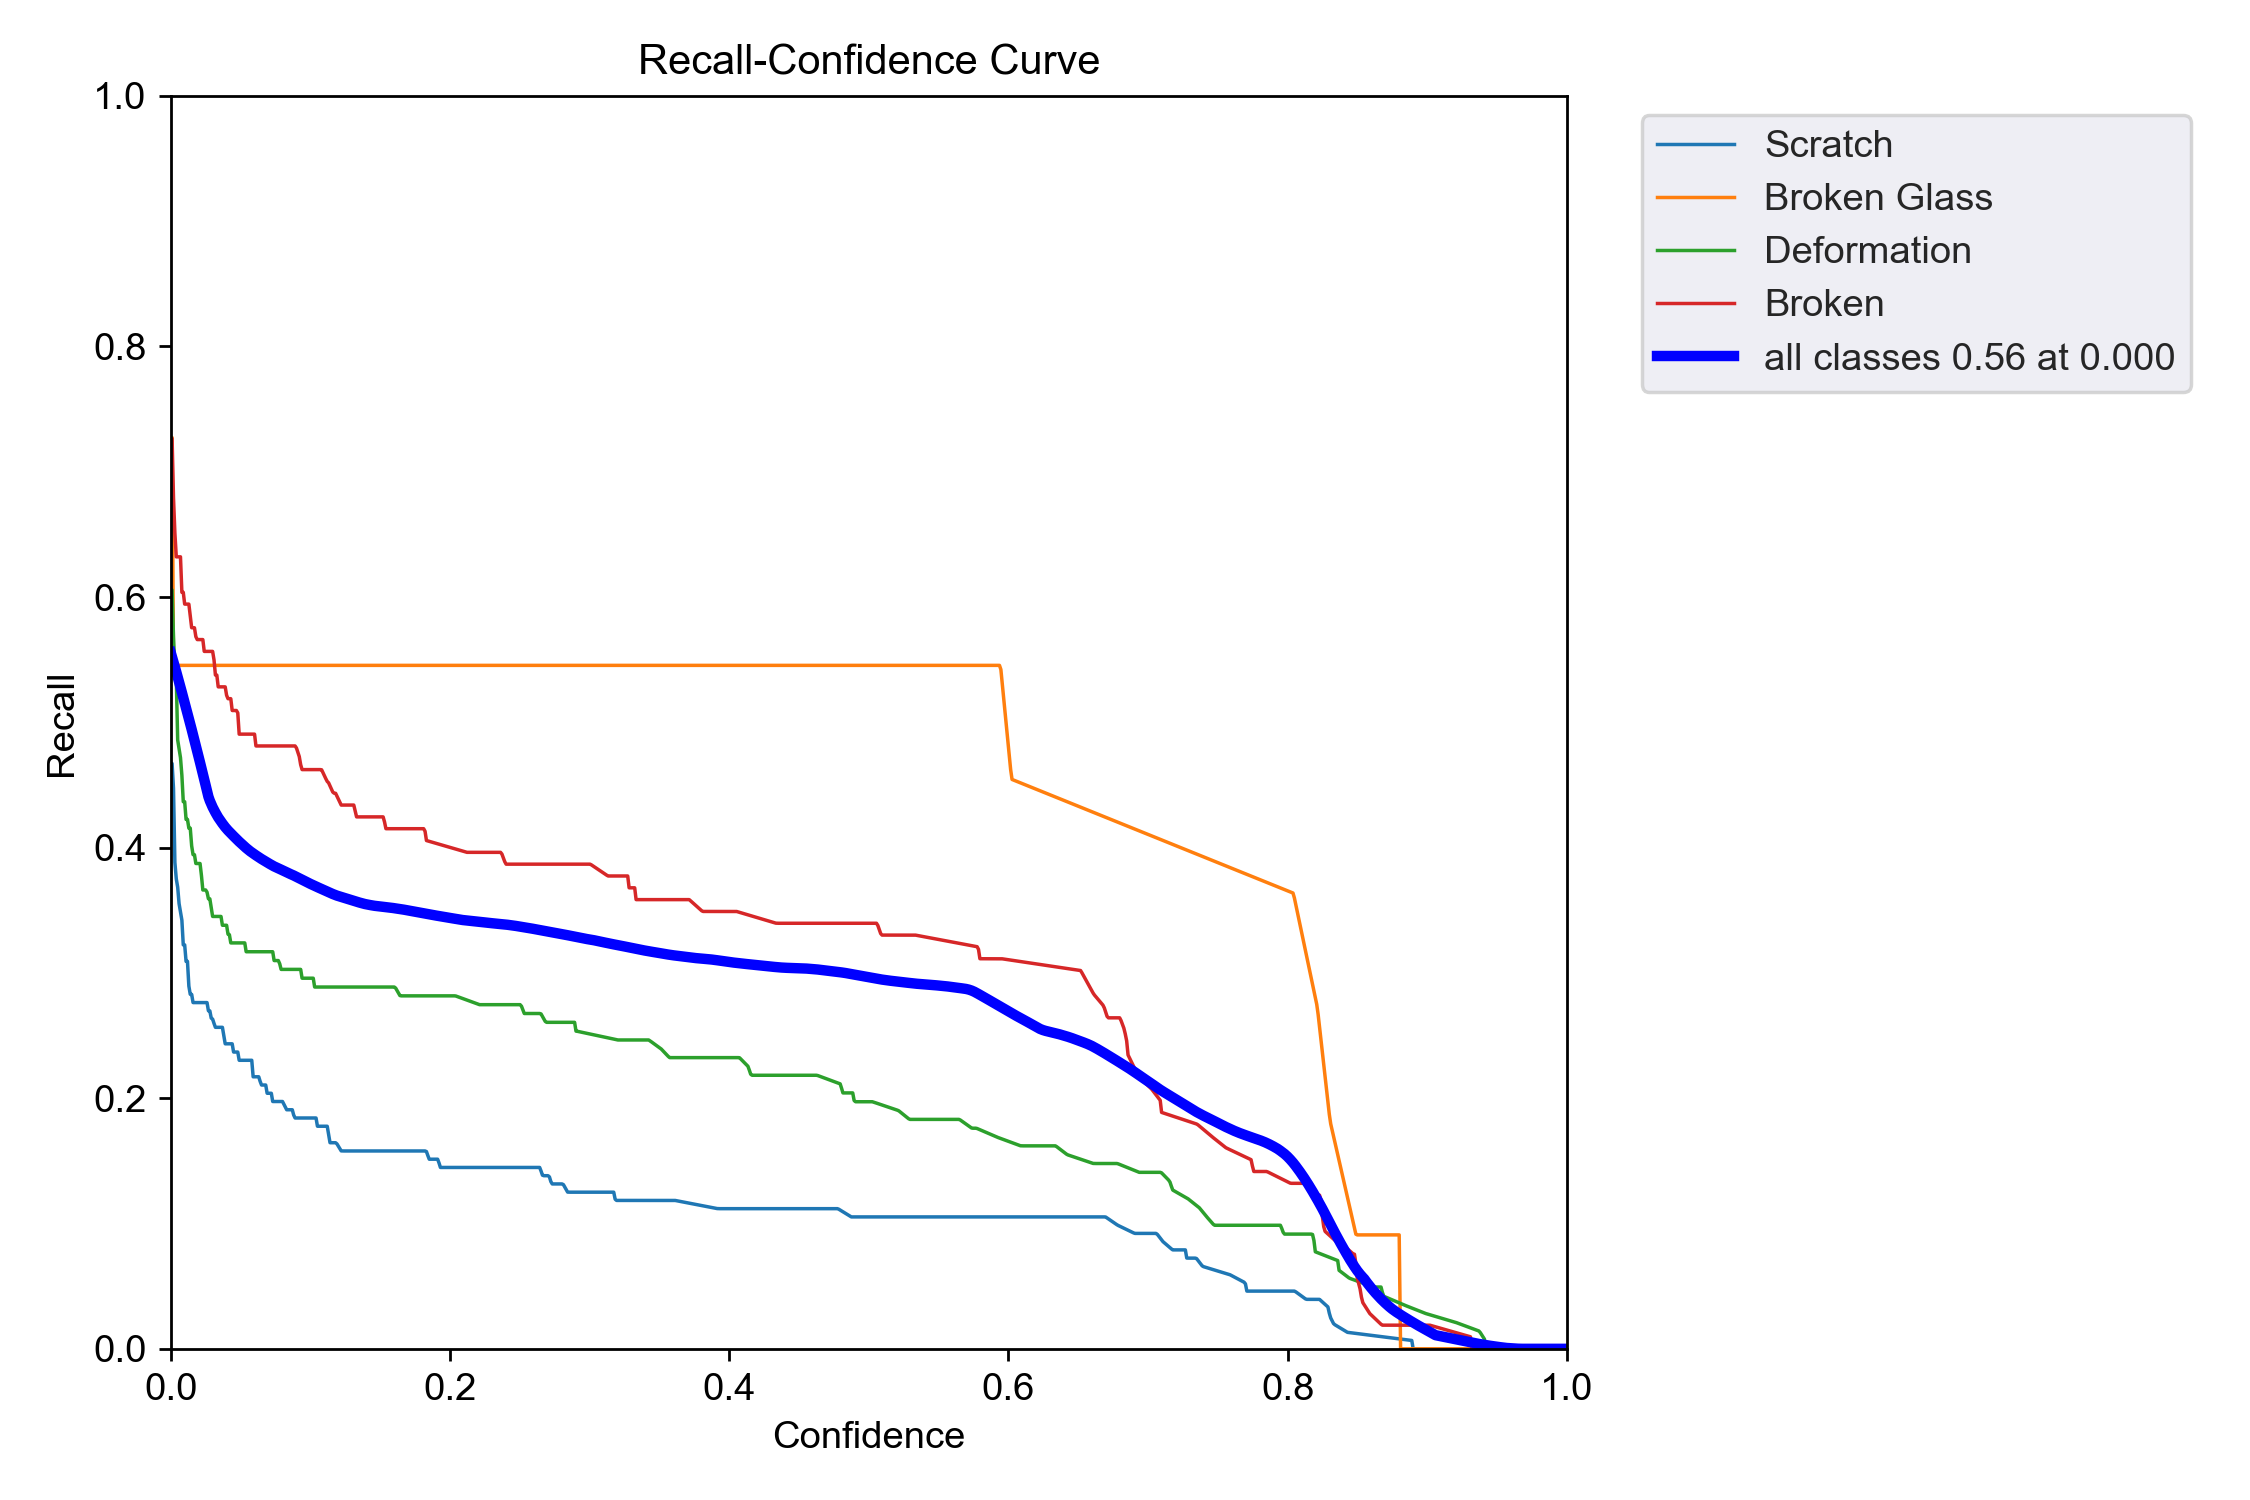 Recall-Confidence Curve
1.0
0.8
0.6
0.4
0.2
0.0
Recall
0.0 0.2 0.4 0.6 0.8 1.0
Confidence
Scratch
Broken Glass
Deformation
Broken
all classes 0.56 at 0.000